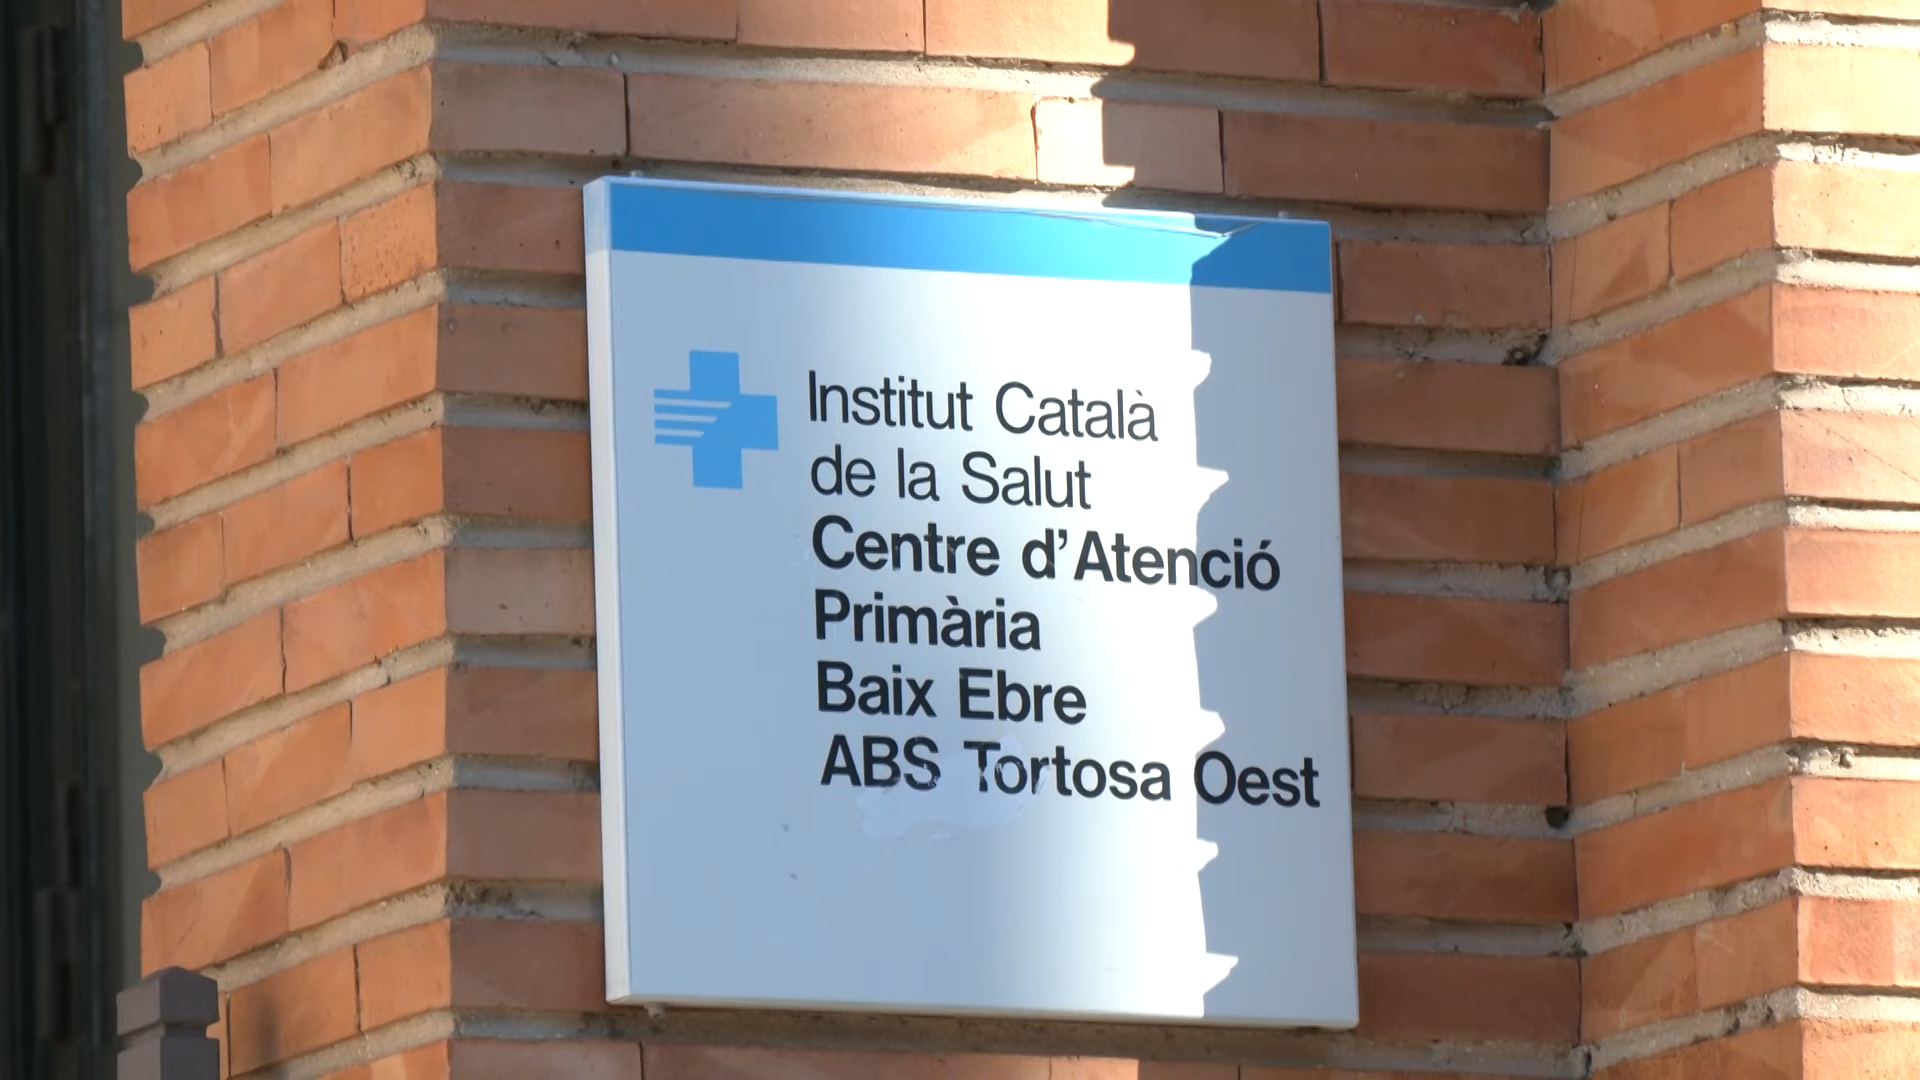 Institut Català
de la Salut
Centre d'Atenció
Primària
Baix Ebre
ABS Tortosa Oest